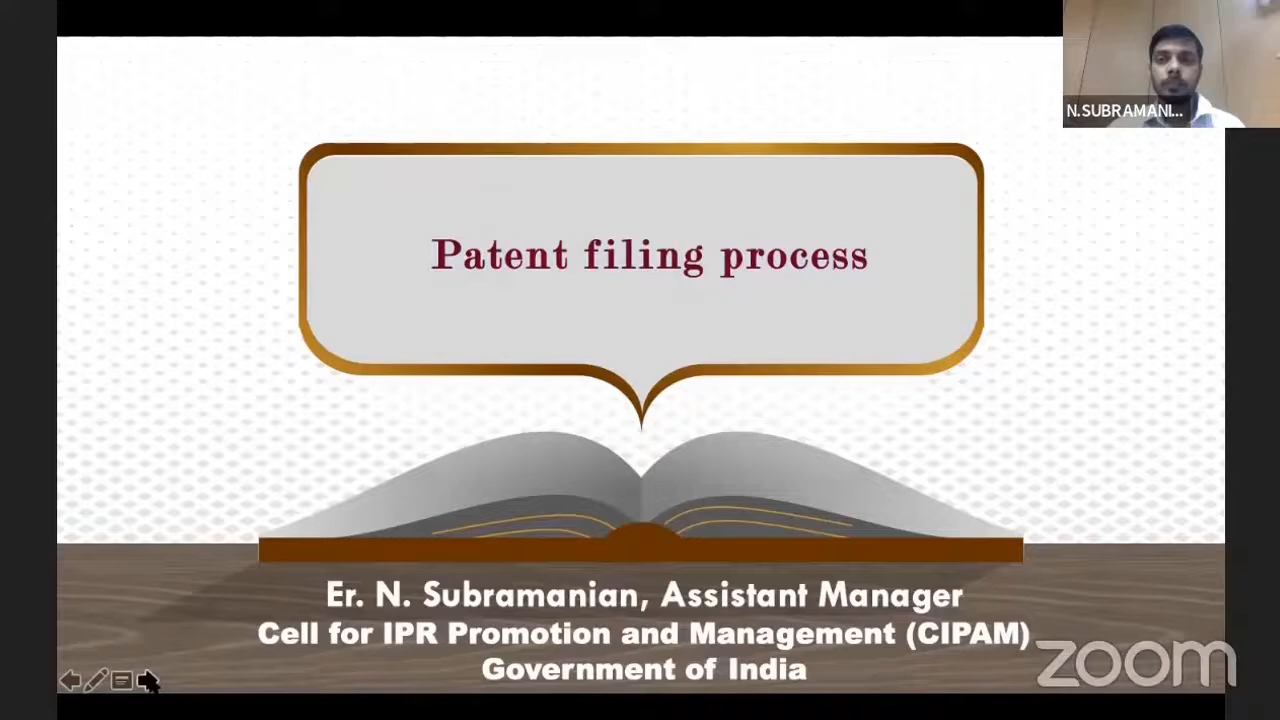 N.SUBRAMANI...
Patent filing process
Er. N. Subramanian, Assistant Manager
Cell for IPR Promotion and Management (CIPAM)
Government of India
zoom